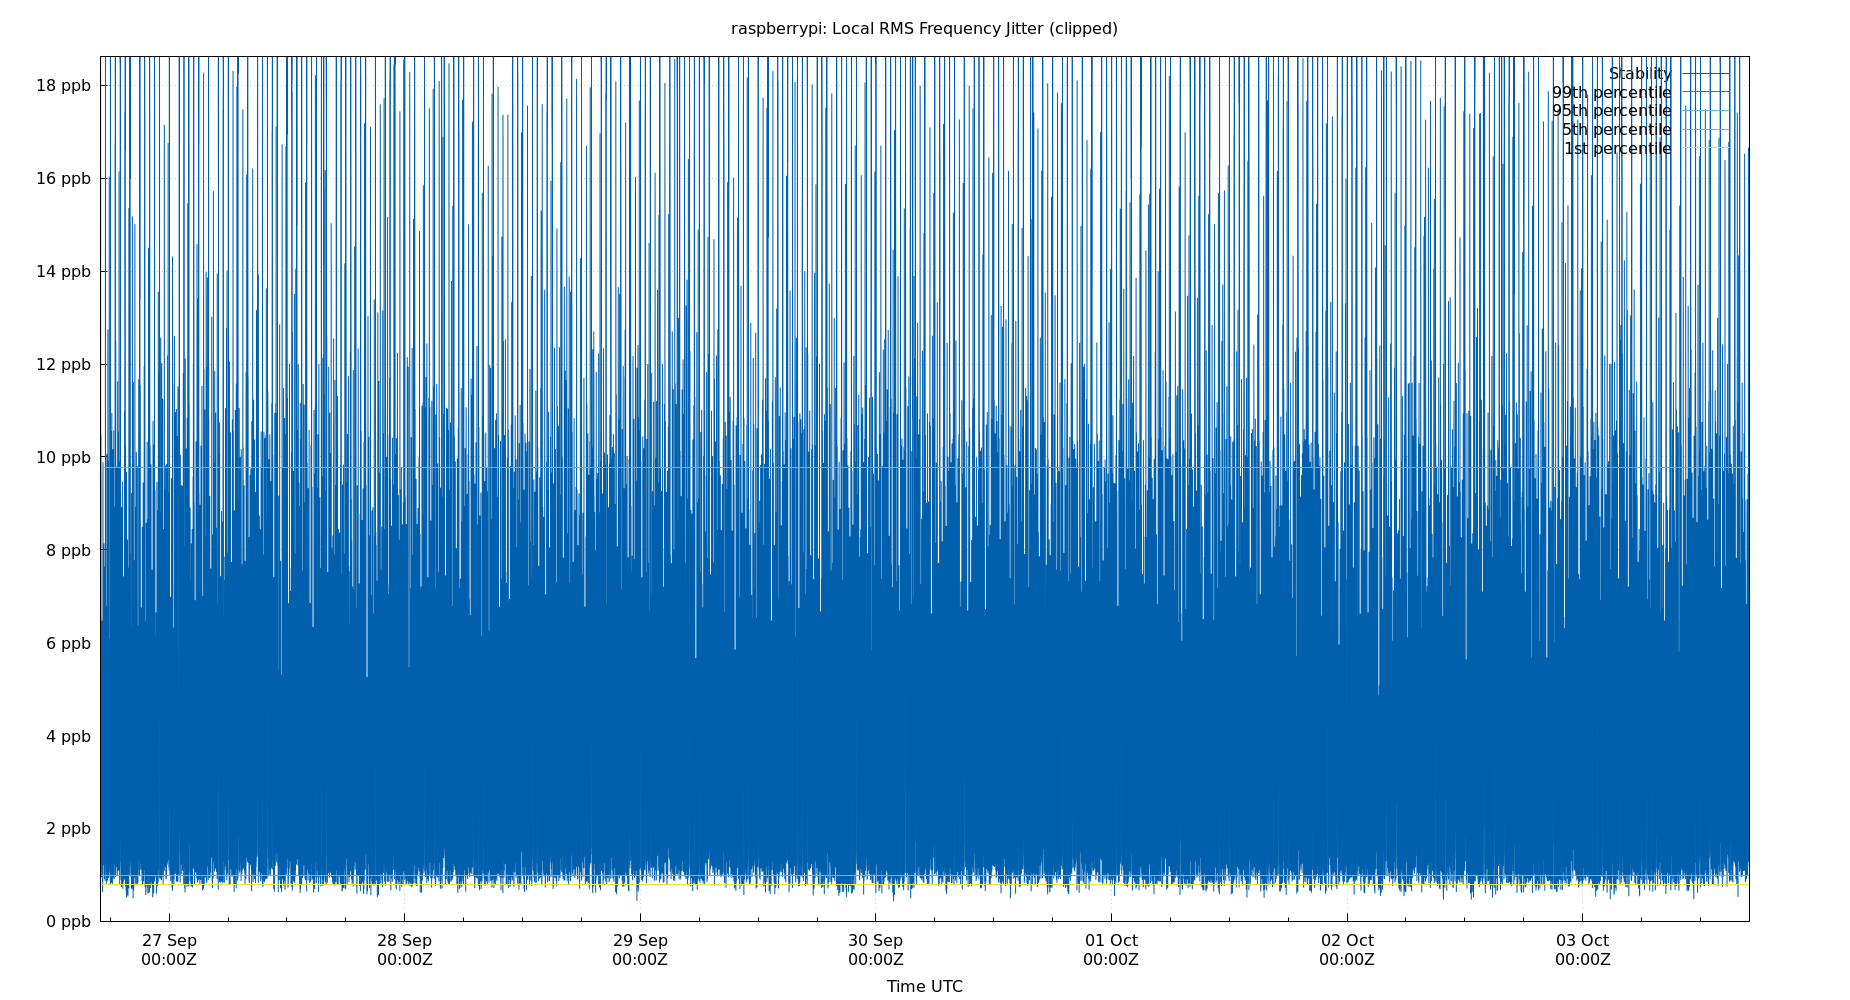 raspberrypi: Local RMS Frequency Jitter (clipped)
18 ppb
16 ppb
14 ppb
12 ppb
10 ppb
8 ppb
6 ppb
4 ppb
2 ppb
0 ppb
Stability
99th percentile
95th percentile
5th percentile
1st percentile
27 Sep
00:00Z
28 Sep
00:00Z
29 Sep
00:00Z
30 Sep
00:00Z
01 Oct
00:00Z
02 Oct
00:00Z
03 Oct
00:00Z
Time UTC